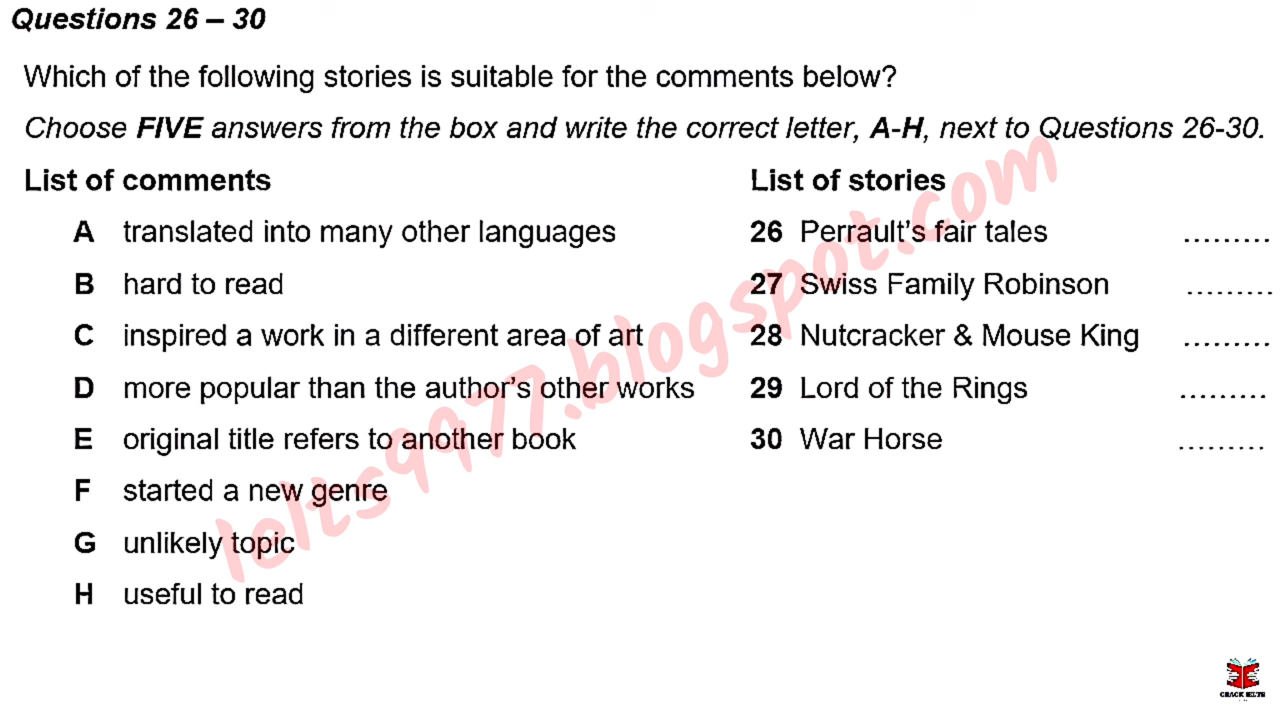 Questions 26 – 30
Which of the following stories is suitable for the comments below?
Choose FIVE answers from the box and write the correct letter, A-H, next to Questions 26-30.
List of comments
A translated into many other languages
B hard to read
C inspired a work in a different area of art
D more popular than the author's other works
E original title refers to another book
F started a new genre
G unlikely topic
H useful to read
List of stories
26 Perrault's fair tales .........
27 Swiss Family Robinson .........
28 Nutcracker & Mouse King .........
29 Lord of the Rings .........
30 War Horse .........
Ielts9977.blogspot.com
CRACK IELTS